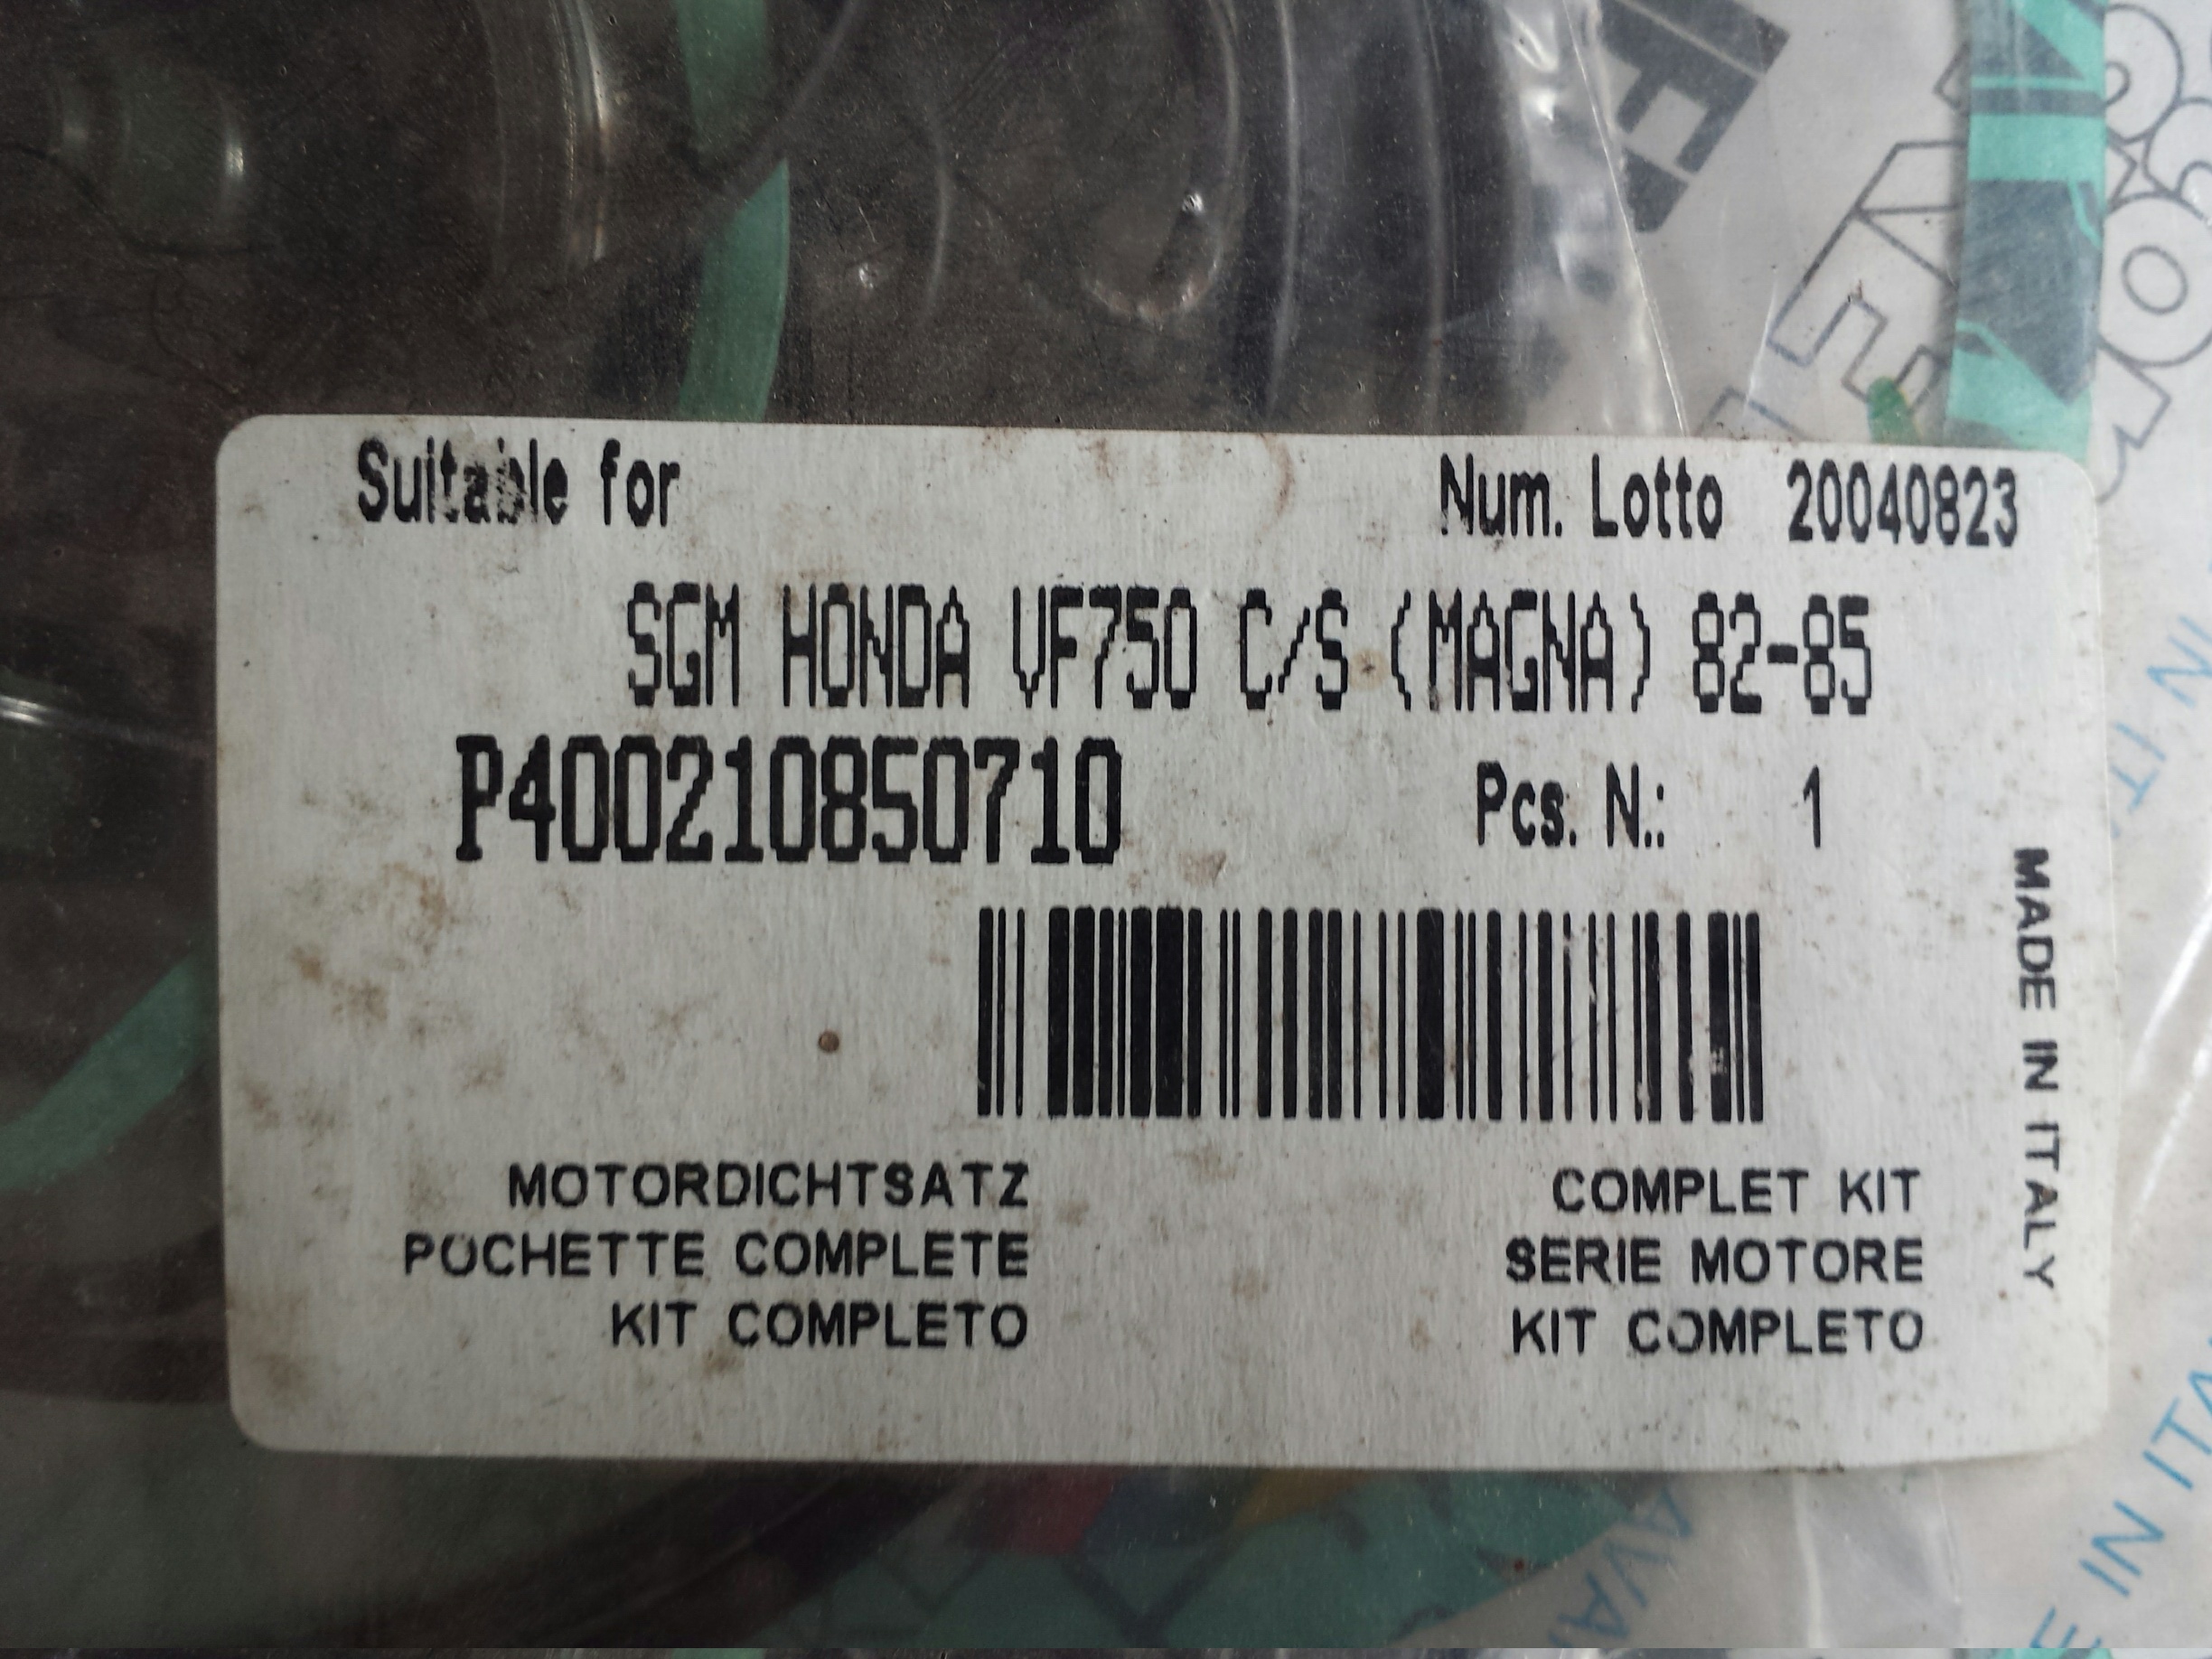 Suitable for Num. Lotto 20040823
SGM HONDA VF750 C/S (MAGNA) 82-85
P400210850710 Pcs. N.: 1
MADE IN ITALY
MOTORDICHTSATZ COMPLET KIT
POCHETTE COMPLETE SERIE MOTORE
KIT COMPLETO KIT COMPLETO